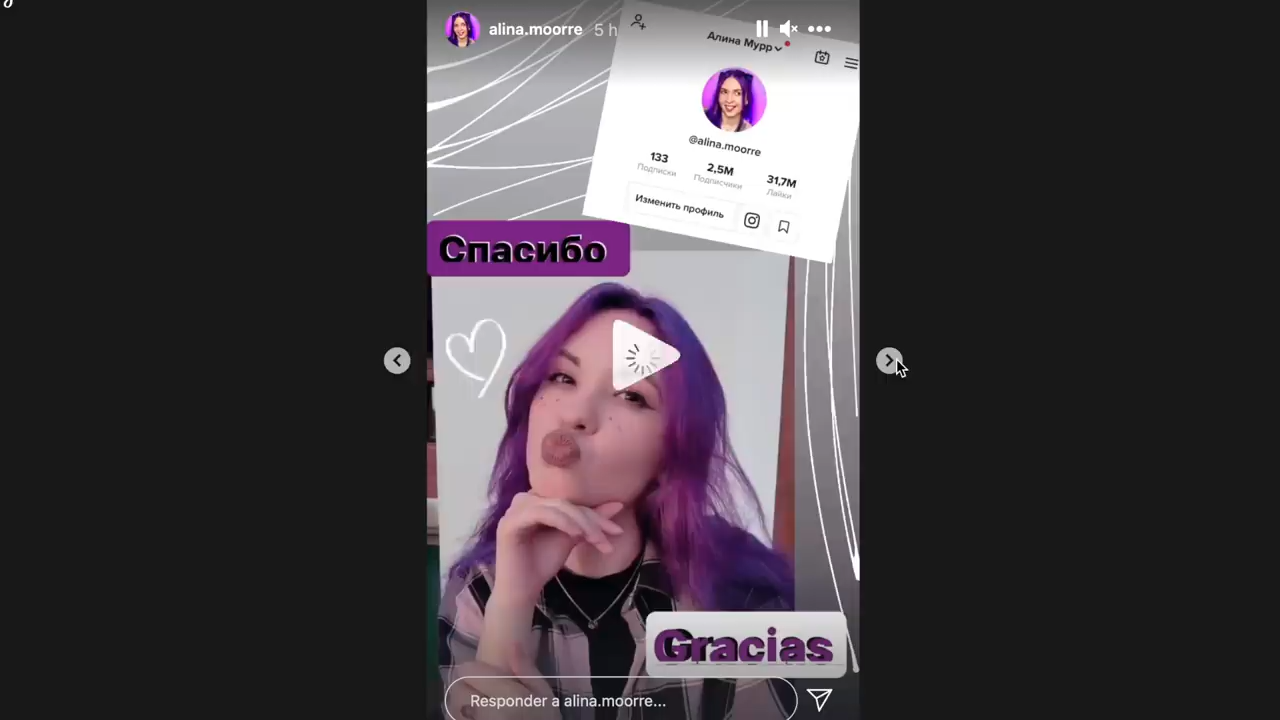 alina.moorre 5 h
Алина Мурр
@alina.moorre
133 2,5M 31,7M
Подписки Подписчики Лайки
Изменить профиль
Спасибо
Gracias
Responder a alina.moorre...